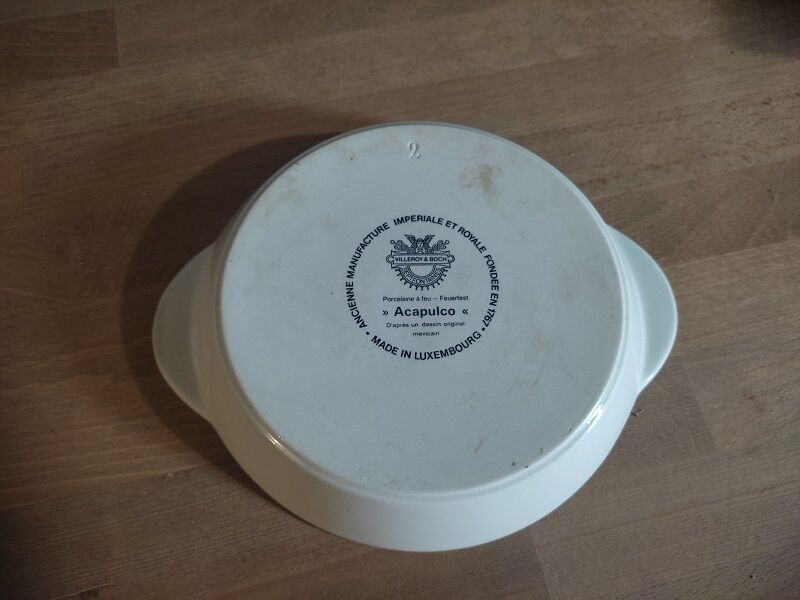 2
ANCIENNE MANUFACTURE IMPERIALE ET ROYALE FONDEE EN 1767 •
VILLEROY & BOCH
SEPTFONTAINES
Porcelaine à feu – Feuerfest
» Acapulco «
D'après un dessin original
mexicain
• MADE IN LUXEMBOURG •